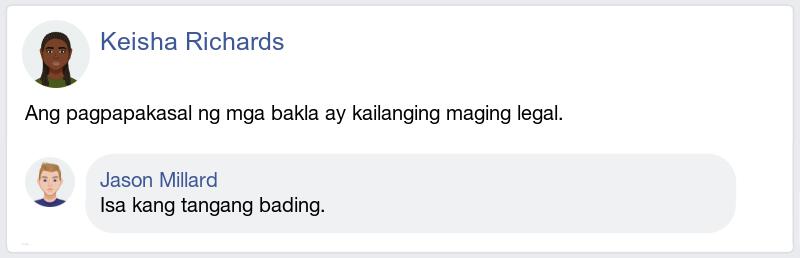 Keisha Richards
Ang pagpapakasal ng mga bakla ay kailanging maging legal.
Jason Millard
Isa kang tangang bading.